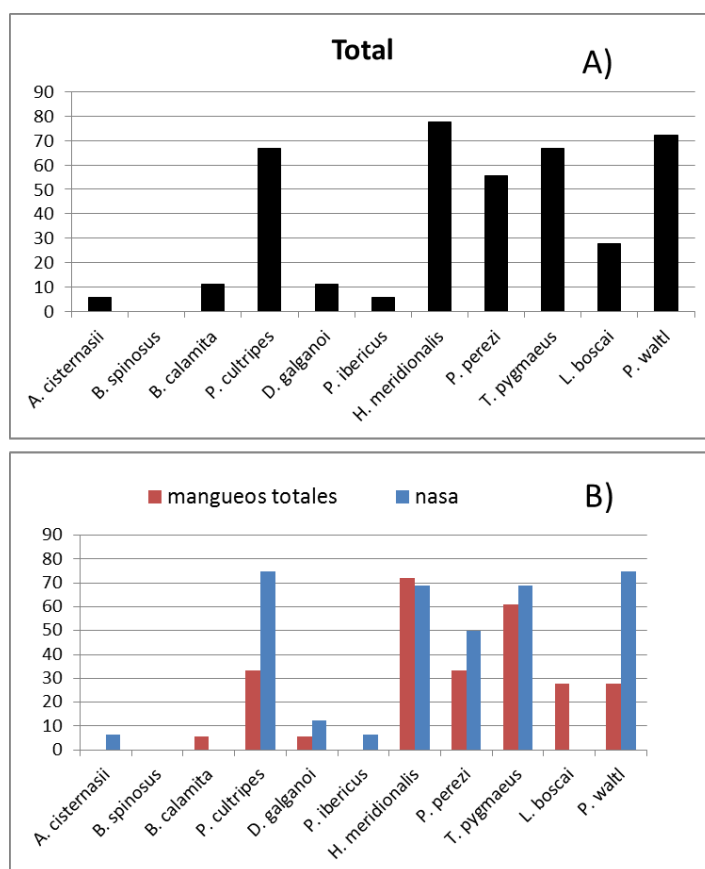 Total
A)
90
80
70
60
50
40
30
20
10
0
A. cisternasii
B. spinosus
B. calamita
P. cultripes
D. galganoi
P. ibericus
H. meridionalis
P. perezi
T. pygmaeus
L. boscai
P. waltl
mangueos totales nasa B)
90
80
70
60
50
40
30
20
10
0
A. cisternasii
B. spinosus
B. calamita
P. cultripes
D. galganoi
P. ibericus
H. meridionalis
P. perezi
T. pygmaeus
L. boscai
P. waltl